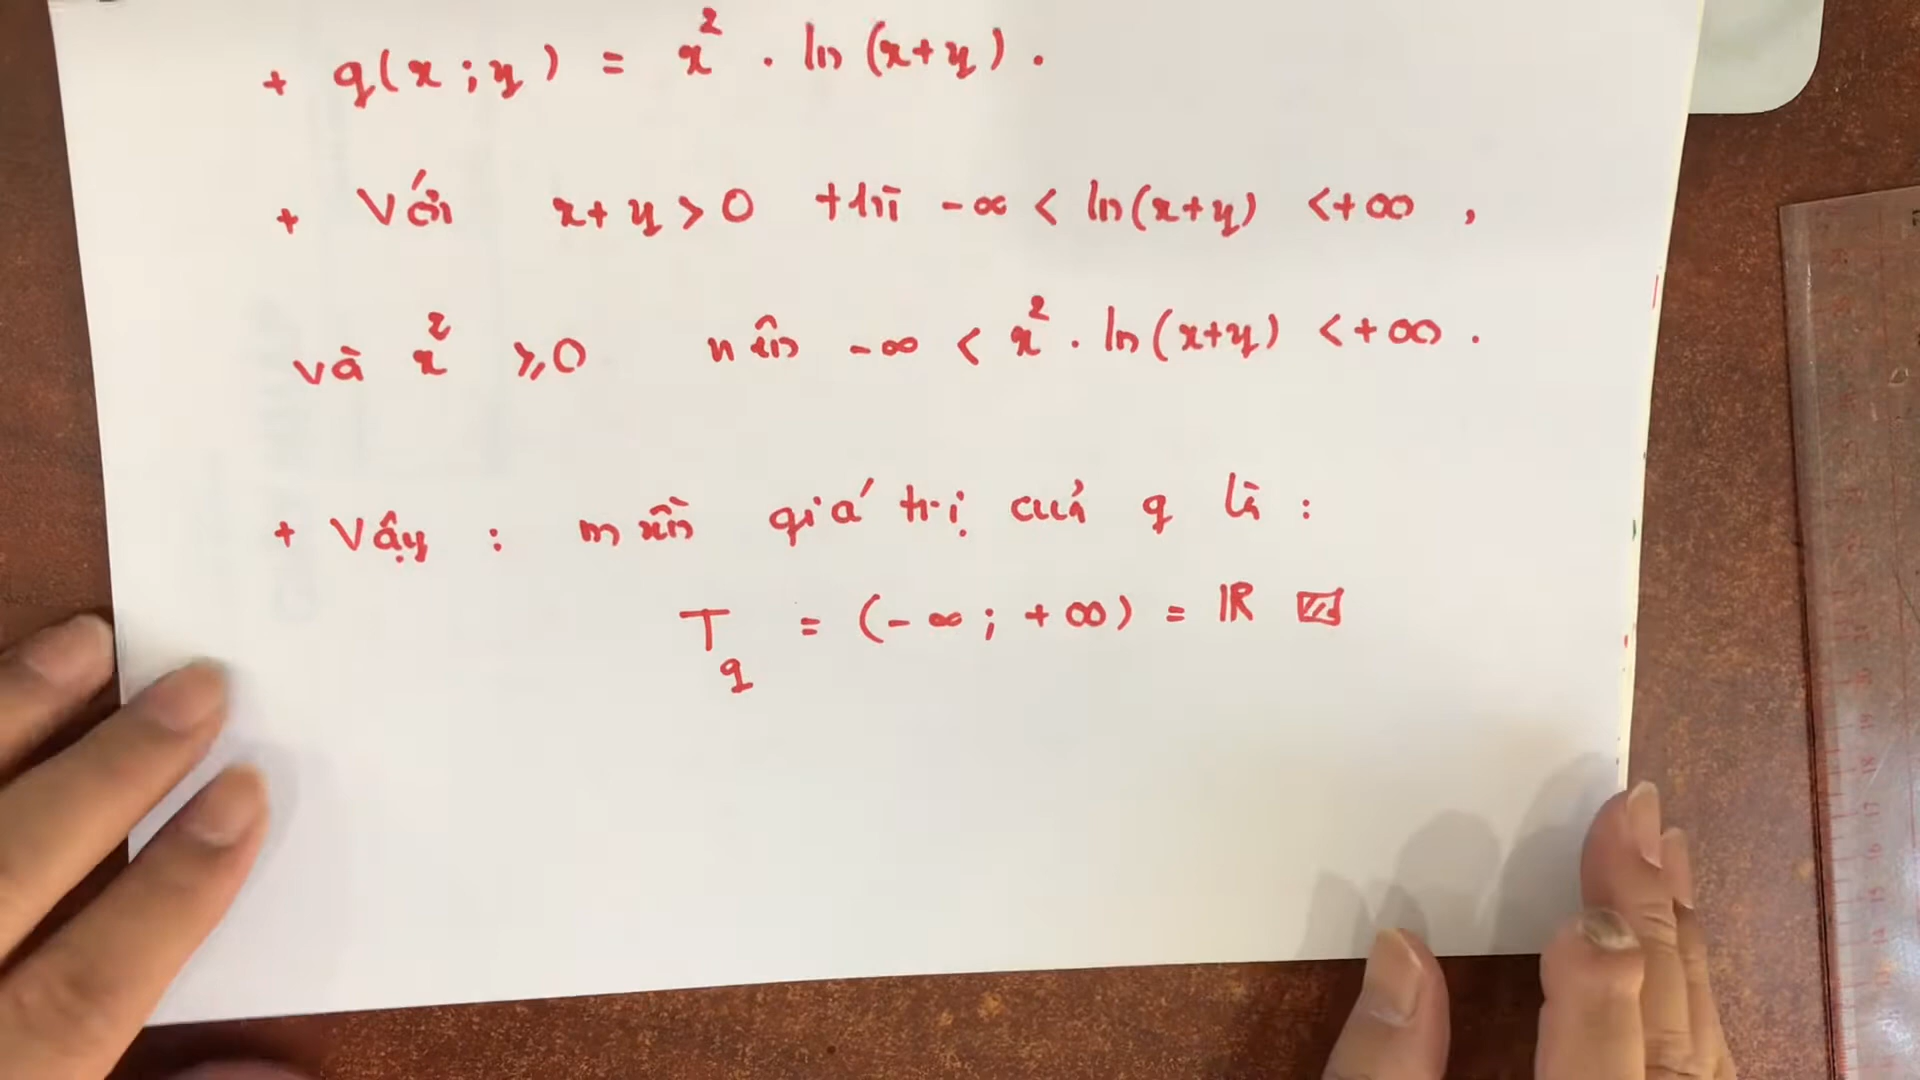 + q(x ; y) = x² . ln (x+y) .
+ Với x + y > 0 thì -∞ < ln(x+y) < +∞ ,
và x² ⩾ 0 nên -∞ < x² . ln(x+y) < +∞ .
+ Vậy : miền giá trị của q là :
T_q = (-∞ ; +∞) = ℝ